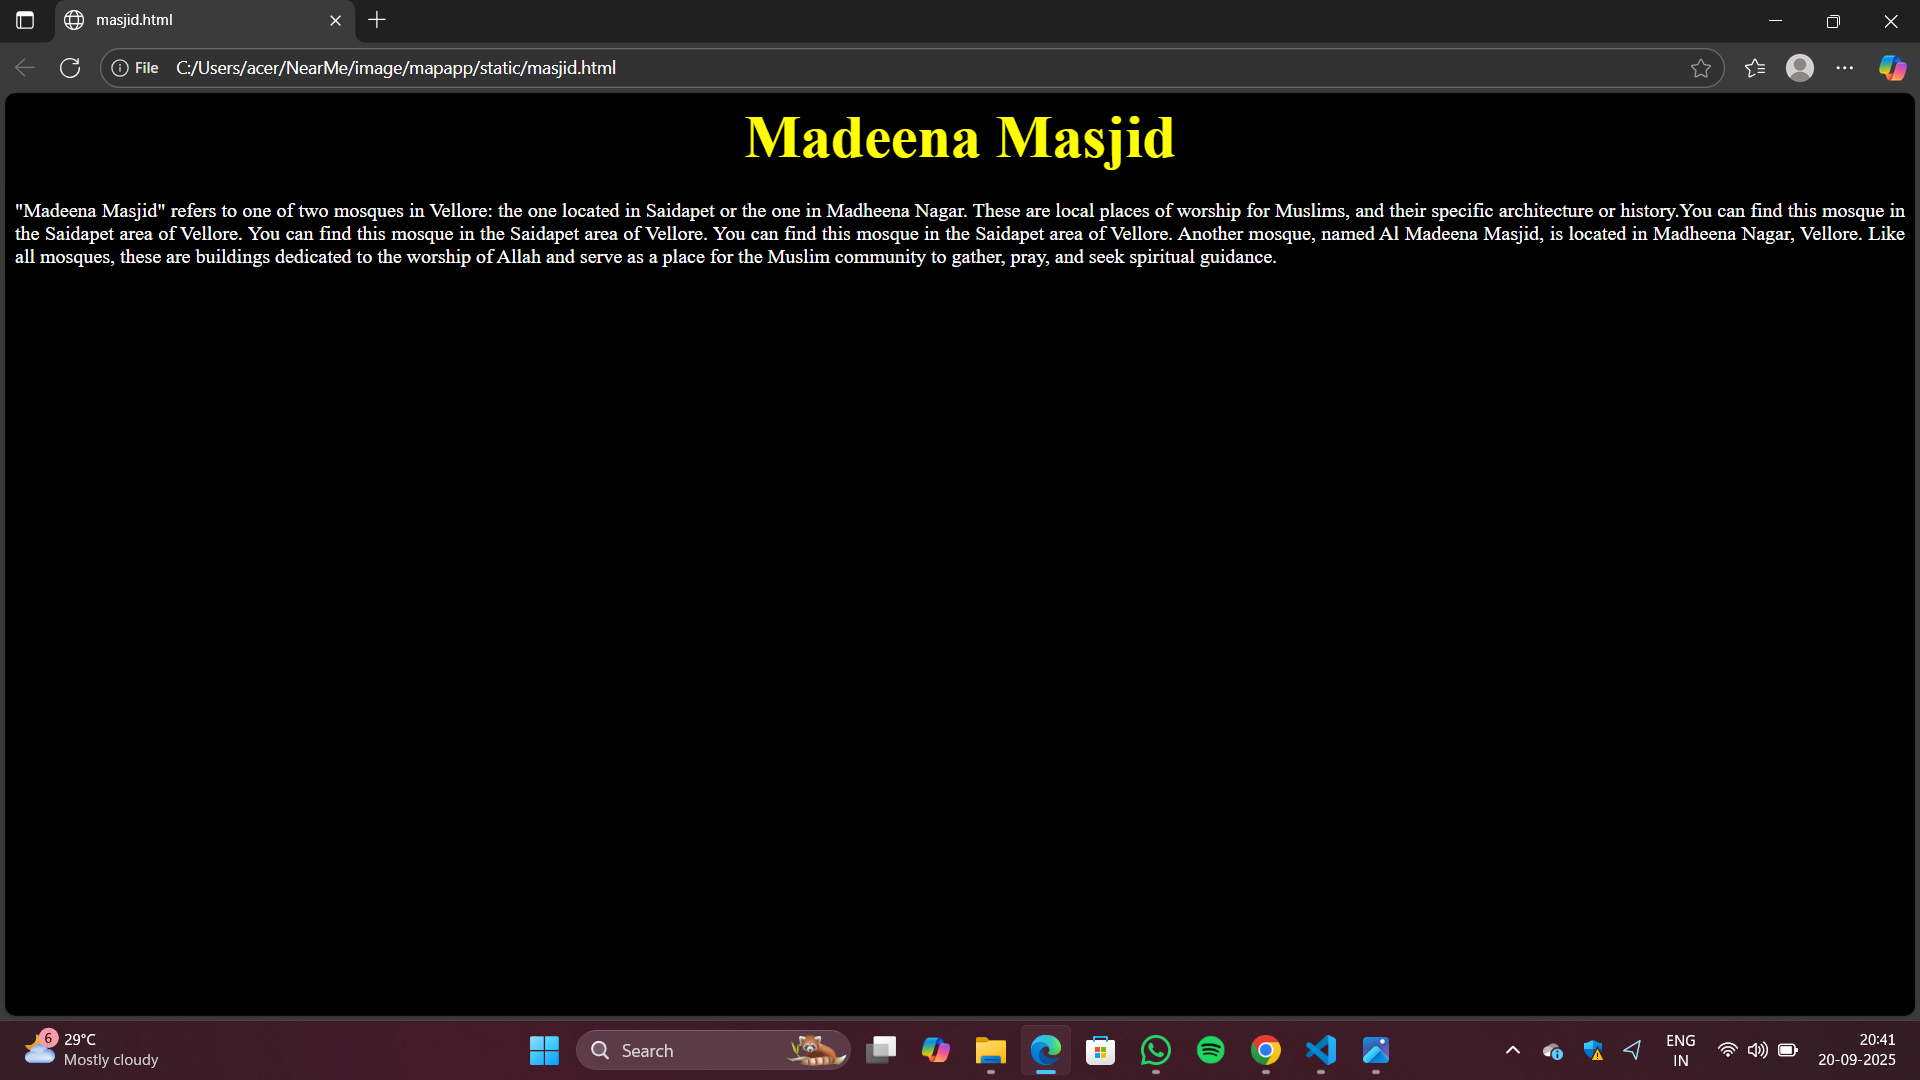 masjid.html
File C:/Users/acer/NearMe/image/mapapp/static/masjid.html
Madeena Masjid
"Madeena Masjid" refers to one of two mosques in Vellore: the one located in Saidapet or the one in Madheena Nagar. These are local places of worship for Muslims, and their specific architecture or history.You can find this mosque in
the Saidapet area of Vellore. You can find this mosque in the Saidapet area of Vellore. You can find this mosque in the Saidapet area of Vellore. Another mosque, named Al Madeena Masjid, is located in Madheena Nagar, Vellore. Like
all mosques, these are buildings dedicated to the worship of Allah and serve as a place for the Muslim community to gather, pray, and seek spiritual guidance.
6
29°C
Mostly cloudy
Search
ENG
IN
20:41
20-09-2025